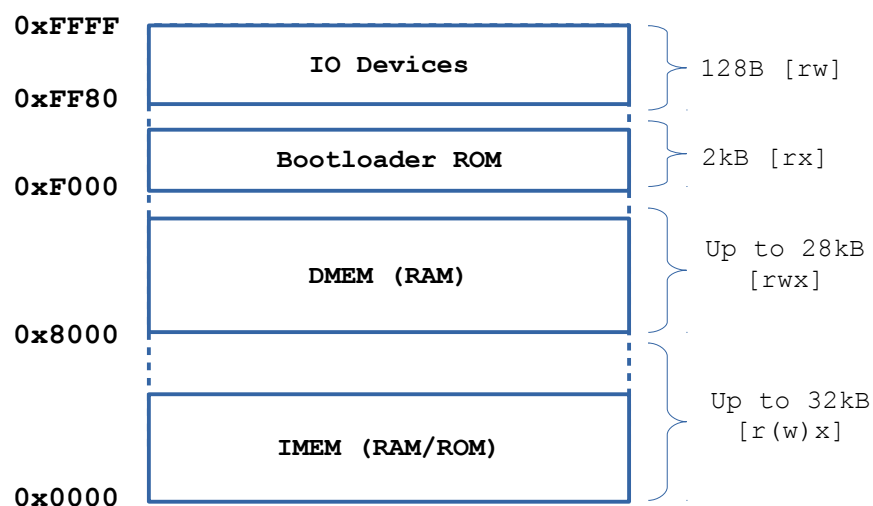 0xFFFF
IO Devices
128B [rw]
0xFF80
Bootloader ROM
2kB [rx]
0xF000
DMEM (RAM)
Up to 28kB
[rwx]
0x8000
IMEM (RAM/ROM)
Up to 32kB
[r(w)x]
0x0000